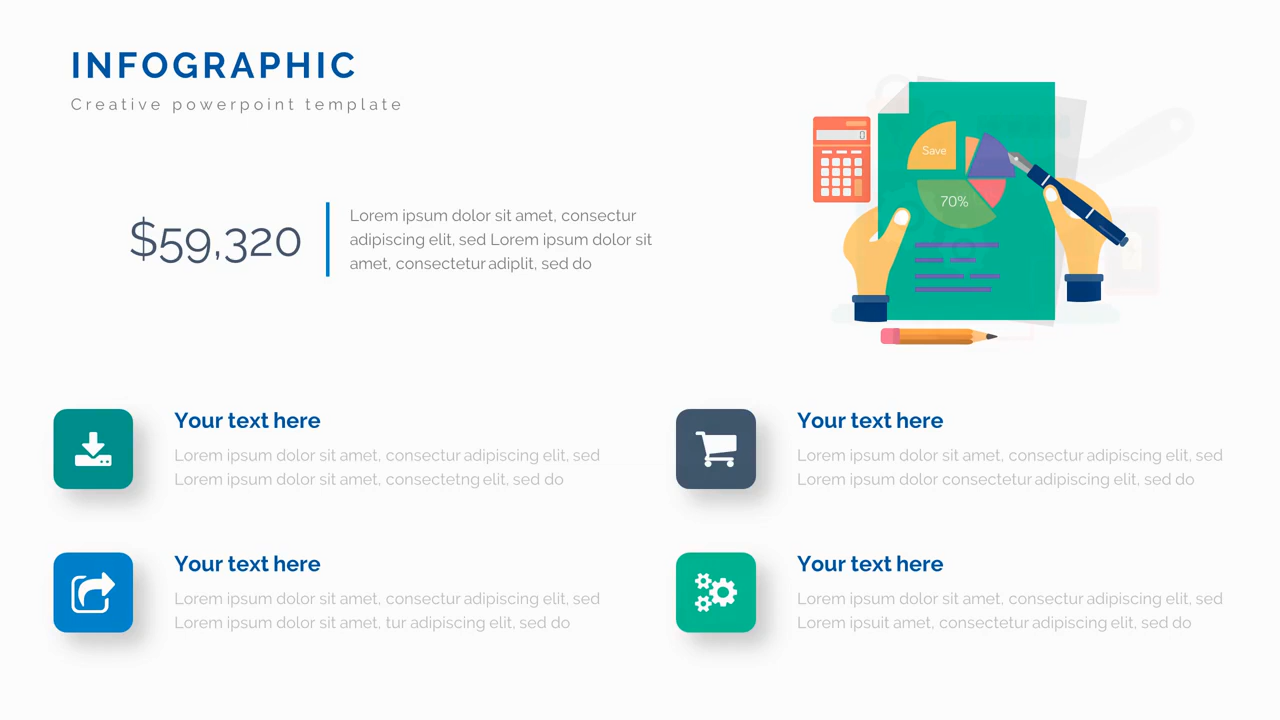 INFOGRAPHIC
Creative powerpoint template
0
Save
70%
$59,320
Lorem ipsum dolor sit amet, consectur
adipiscing elit, sed Lorem ipsum dolor sit
amet, consectetur adiplit, sed do
Your text here
Lorem ipsum dolor sit amet, consectur adipiscing elit, sed
Lorem ipsum dolor sit amet, constectetng elit, sed do
Your text here
Lorem ipsum dolor sit amet, consectur adipiscing elit, sed
Lorem ipsum dolor consectetur adipiscing elit, sed do
Your text here
Lorem ipsum dolor sit amet, consectur adipiscing elit, sed
Lorem ipsum dolor sit amet, tur adipiscing elit, sed do
Your text here
Lorem ipsum dolor sit amet, consectur adipiscing elit, sed
Lorem ipsuit amet, consectetur adipiscing elit, sed do